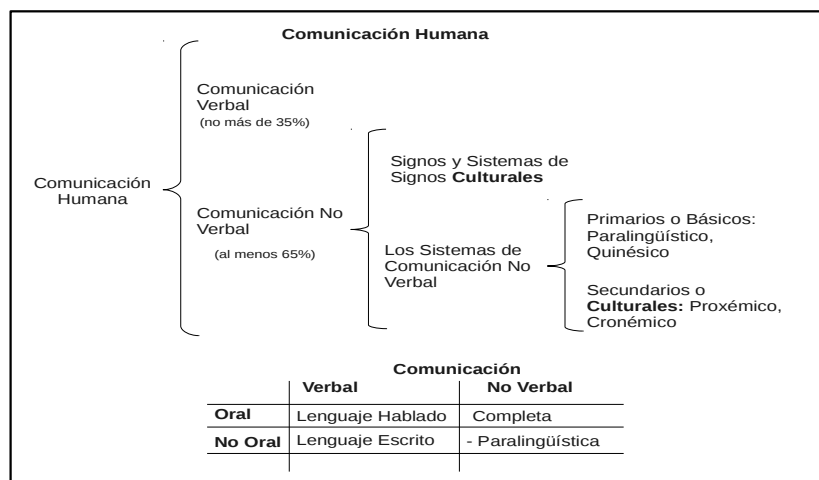 Comunicación Humana
Comunicación
Verbal
(no más de 35%)
Comunicación
Humana
Comunicación No
Verbal
(al menos 65%)
Signos y Sistemas de
Signos Culturales
Los Sistemas de
Comunicación No
Verbal
Primarios o Básicos:
Paralingüístico,
Quinésico
Secundarios o
Culturales: Proxémico,
Cronémico
Comunicación
Verbal No Verbal
Oral Lenguaje Hablado Completa
No Oral Lenguaje Escrito - Paralingüística